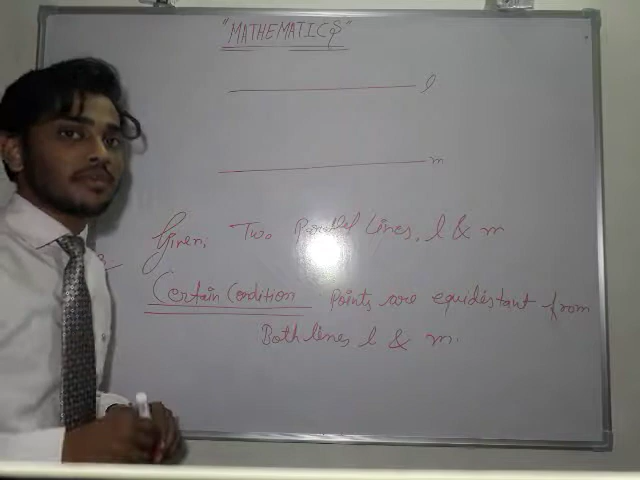 "MATHEMATICS"
l
m
Given. Two Parallel Lines, l & m
Certain Condition Points are equidistant from
Both lines l & m.